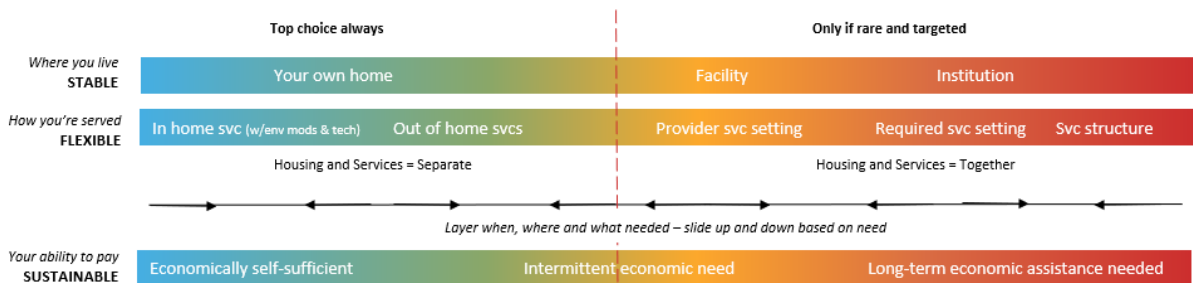 Top choice always
Only if rare and targeted
Where you live
STABLE
Your own home
Facility
Institution
How you're served
FLEXIBLE
In home svc (w/env mods & tech)
Out of home svcs
Provider svc setting
Required svc setting
Svc structure
Housing and Services = Separate
Housing and Services = Together
Layer when, where and what needed – slide up and down based on need
Your ability to pay
SUSTAINABLE
Economically self-sufficient
Intermittent economic need
Long-term economic assistance needed